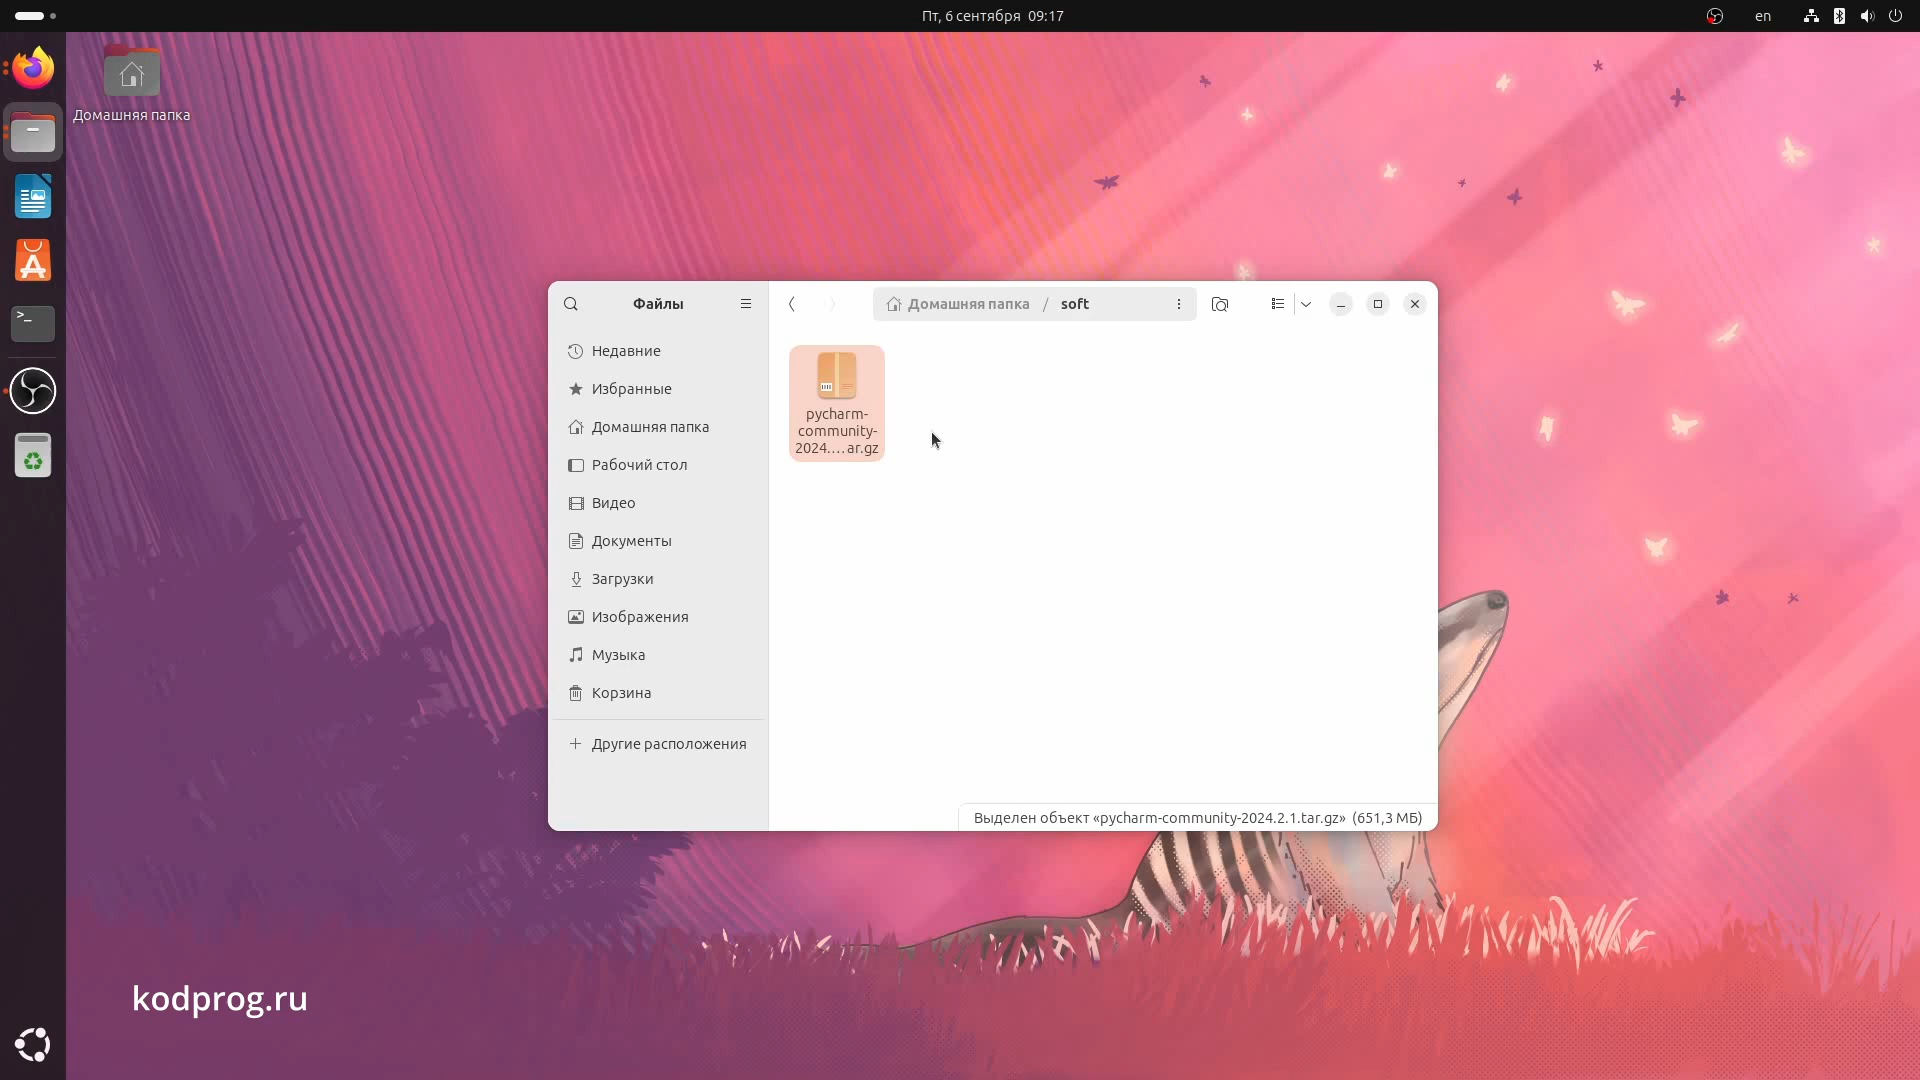 Пт, 6 сентября 09:17
en
Домашняя папка
Файлы
Домашняя папка / soft
Недавние
Избранные
Домашняя папка
Рабочий стол
Видео
Документы
Загрузки
Изображения
Музыка
Корзина
Другие расположения
pycharm-
community-
2024.…ar.gz
Выделен объект «pycharm-community-2024.2.1.tar.gz» (651,3 МБ)
kodprog.ru